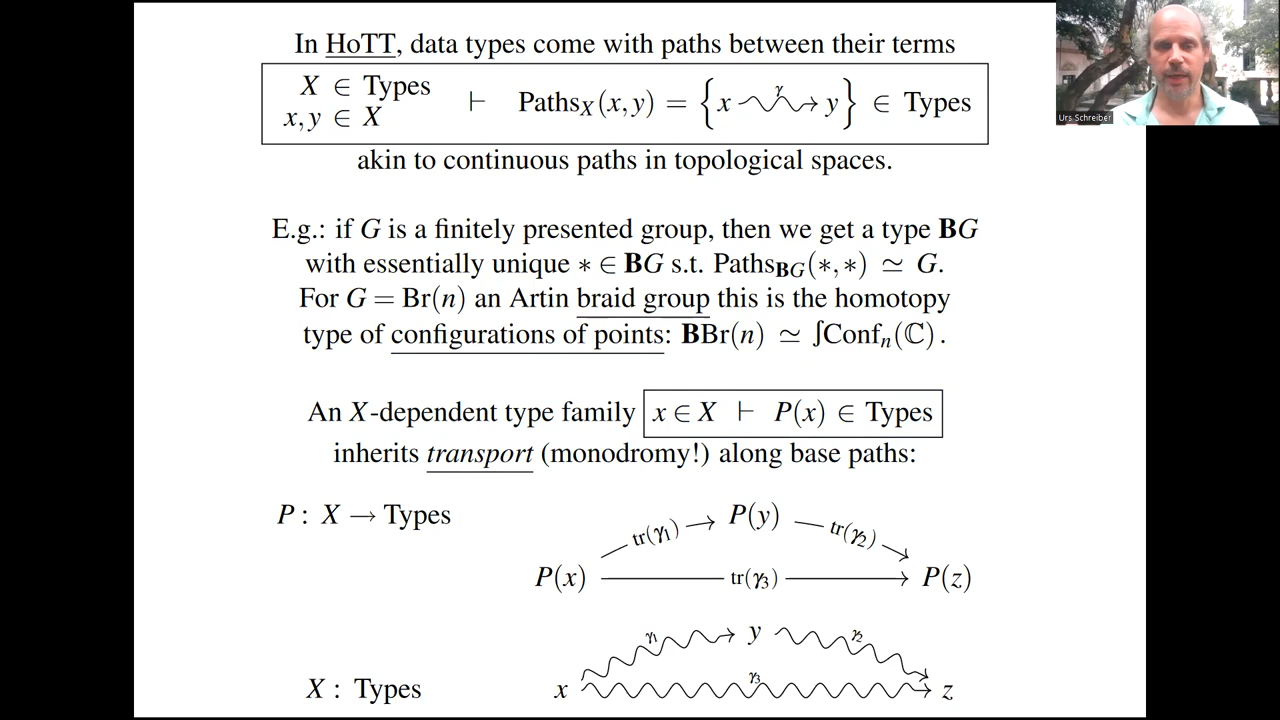 In HoTT, data types come with paths between their terms
X ∈ Types
x, y ∈ X
⊢ Paths_X(x, y) = { x γ y } ∈ Types
akin to continuous paths in topological spaces.
E.g.: if G is a finitely presented group, then we get a type BG
with essentially unique * ∈ BG s.t. Paths_BG(*, *) ≃ G.
For G = Br(n) an Artin braid group this is the homotopy
type of configurations of points: BBr(n) ≃ ∫Conf_n(ℂ).
An X-dependent type family x ∈ X ⊢ P(x) ∈ Types
inherits transport (monodromy!) along base paths:
P : X → Types
P(x) tr(γ₁) → P(y) tr(γ₂) → P(z)
tr(γ₃)
X : Types
x γ₁ y γ₂ z
γ₃
Urs Schreiber